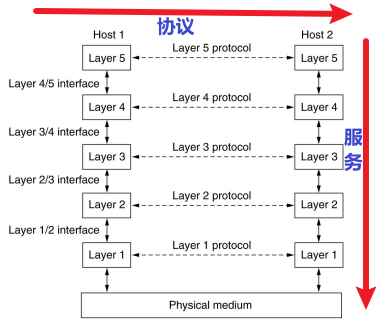 协议
Host 1
Host 2
Layer 5
Layer 5 protocol
Layer 5
Layer 4/5 interface
Layer 4
Layer 4 protocol
Layer 4
Layer 3/4 interface
服务
Layer 3
Layer 3 protocol
Layer 3
Layer 2/3 interface
Layer 2
Layer 2 protocol
Layer 2
Layer 1/2 interface
Layer 1
Layer 1 protocol
Layer 1
Physical medium